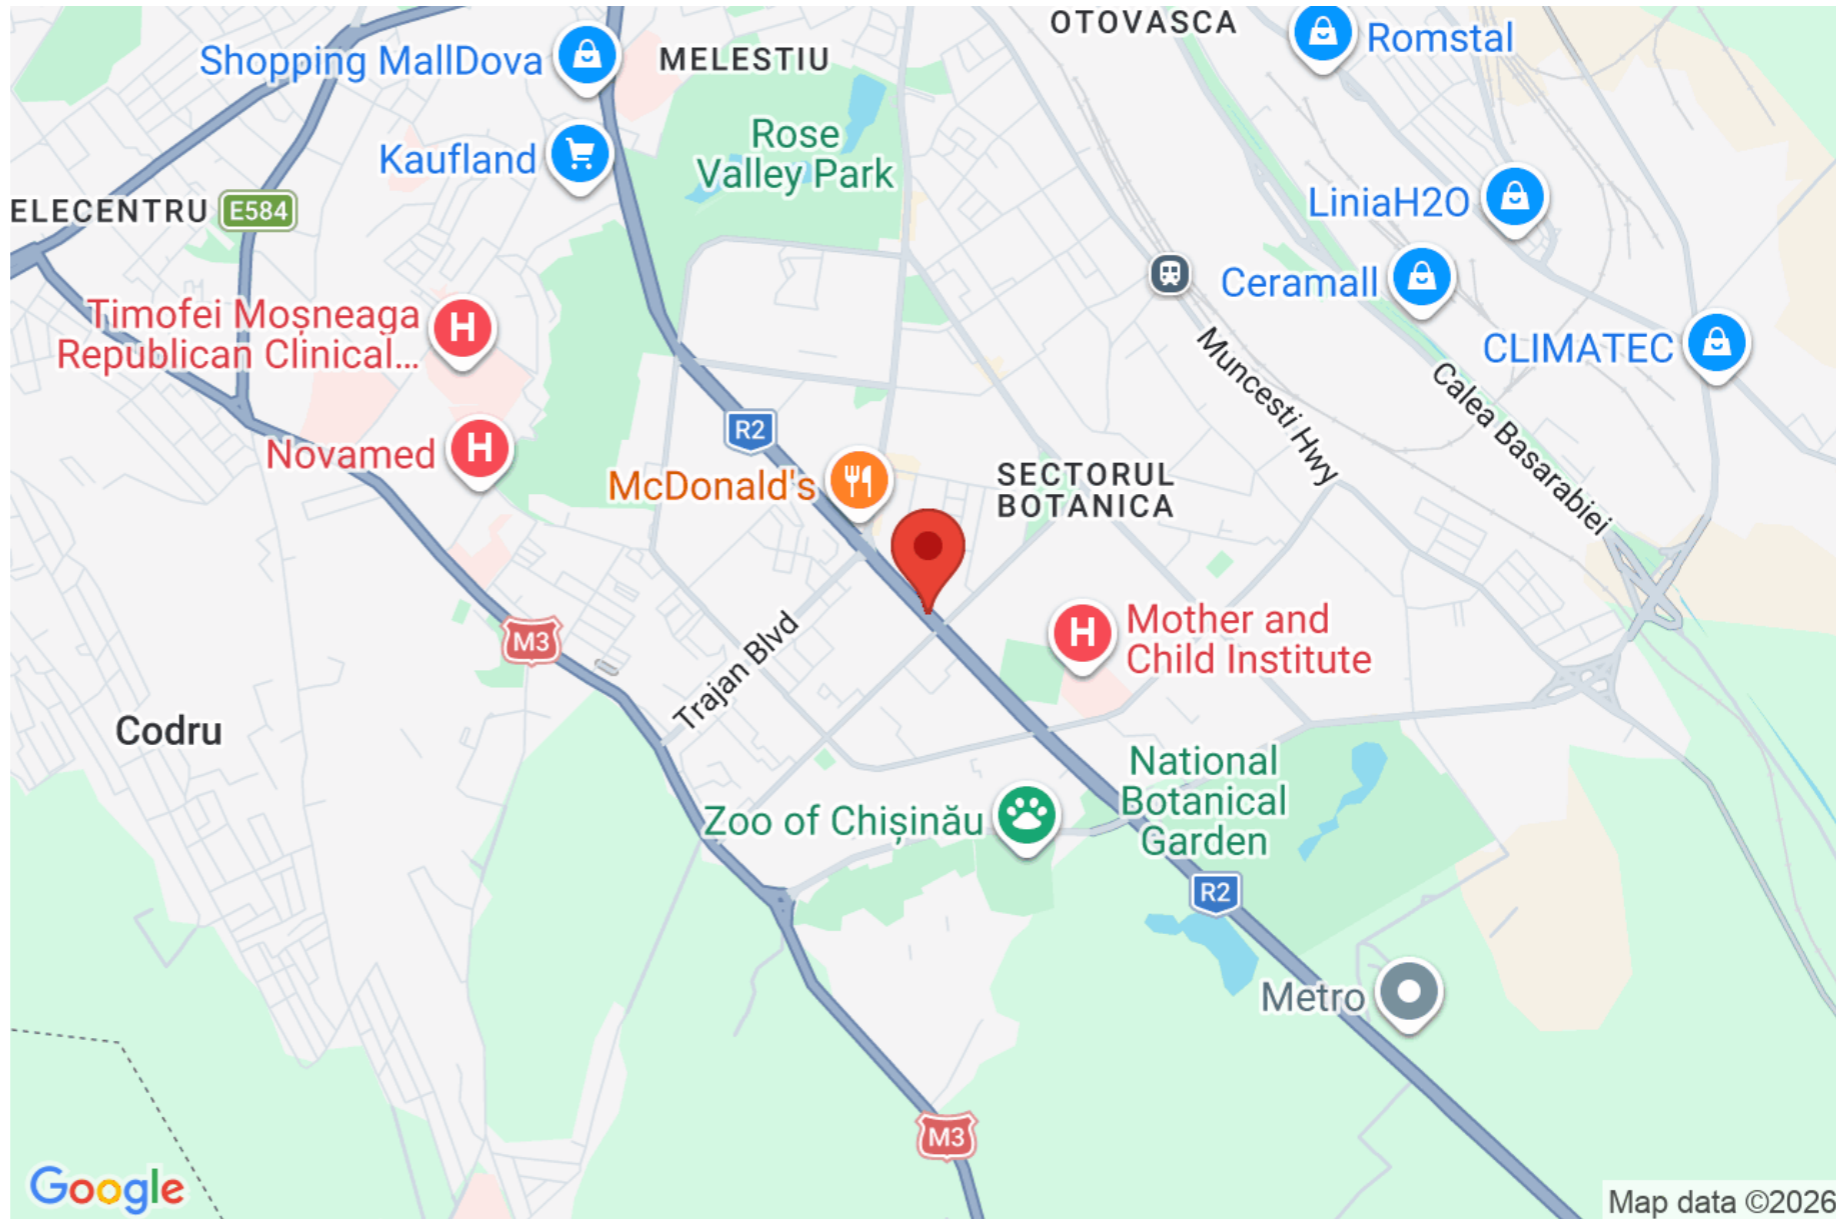 OTOVASCA
Romstal
Shopping MallDova
MELESTIU
Rose
Valley Park
Kaufland
ELECENTRU
E584
LiniaH2O
Ceramall
Timofei Moșneaga
Republican Clinical...
CLIMATEC
Muncesti Hwy
Calea Basarabiei
R2
Novamed
McDonald's
SECTORUL
BOTANICA
M3
Trajan Blvd
Mother and
Child Institute
Codru
National
Botanical
Garden
Zoo of Chișinău
R2
Metro
M3
Google
Map data ©2026